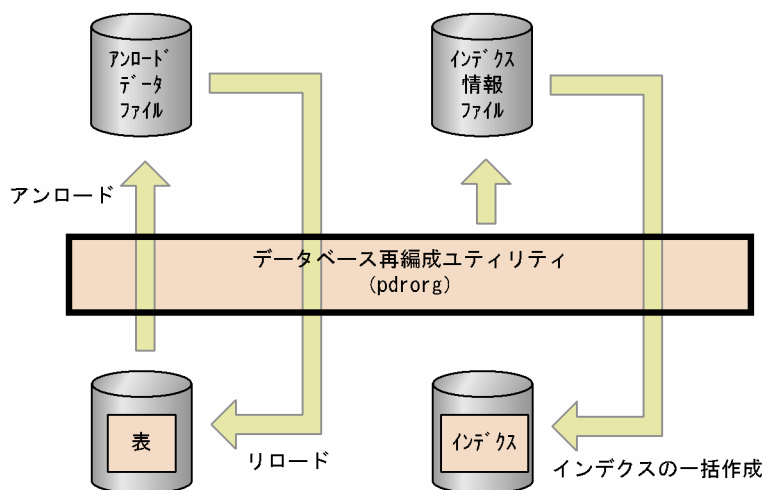 アンロード
データ
ファイル
インデクス
情報
ファイル
アンロード
データベース再編成ユティリティ
(pdrorg)
表
リロード
インデクス
インデクスの一括作成